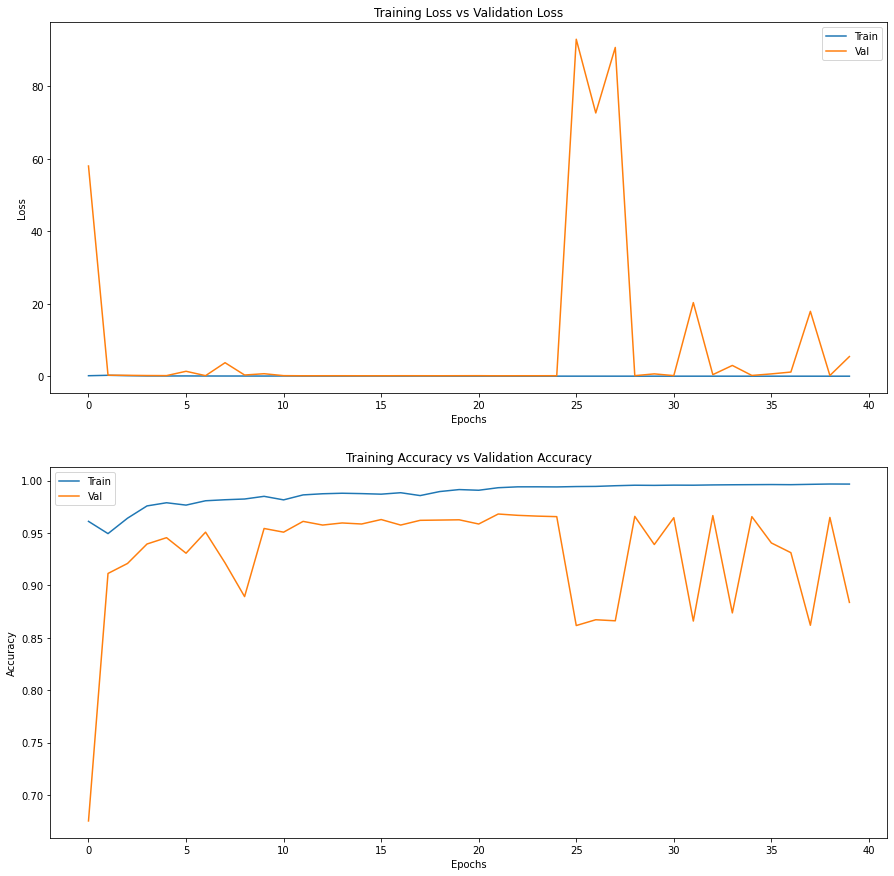 Training Loss vs Validation Loss
Train
Val
Loss
80
60
40
20
0
0 5 10 15 20 25 30 35 40
Epochs
Training Accuracy vs Validation Accuracy
Train
Val
Accuracy
1.00
0.95
0.90
0.85
0.80
0.75
0.70
0 5 10 15 20 25 30 35 40
Epochs